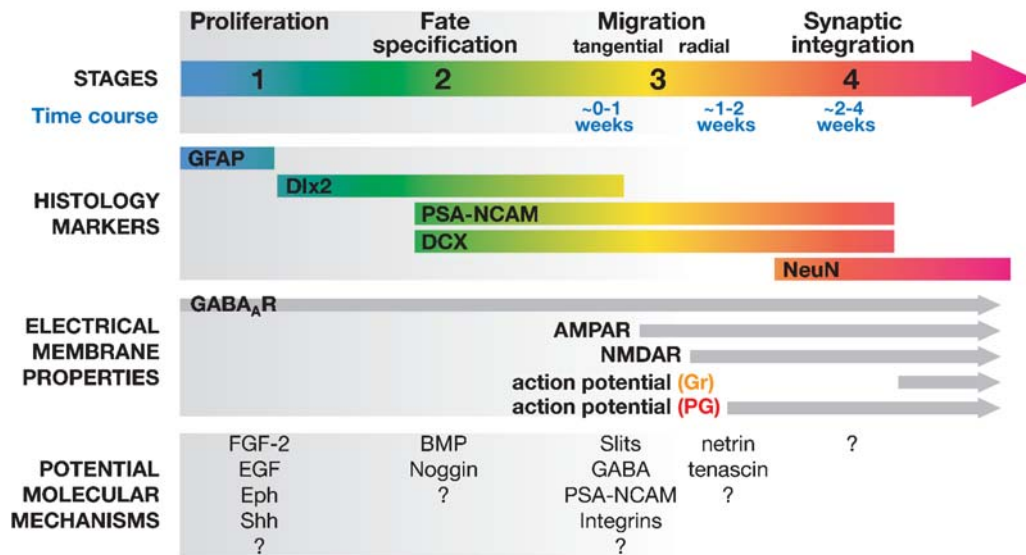 Proliferation Fate specification Migration Synaptic integration
tangential radial
STAGES 1 2 3 4
Time course ~0-1 weeks ~1-2 weeks ~2-4 weeks
HISTOLOGY MARKERS
GFAP
Dlx2
PSA-NCAM
DCX
NeuN
ELECTRICAL MEMBRANE PROPERTIES
GABAAR
AMPAR
NMDAR
action potential (Gr)
action potential (PG)
POTENTIAL MOLECULAR MECHANISMS
FGF-2 BMP Slits netrin ?
EGF Noggin GABA tenascin
Eph ? PSA-NCAM ?
Shh Integrins
? ?